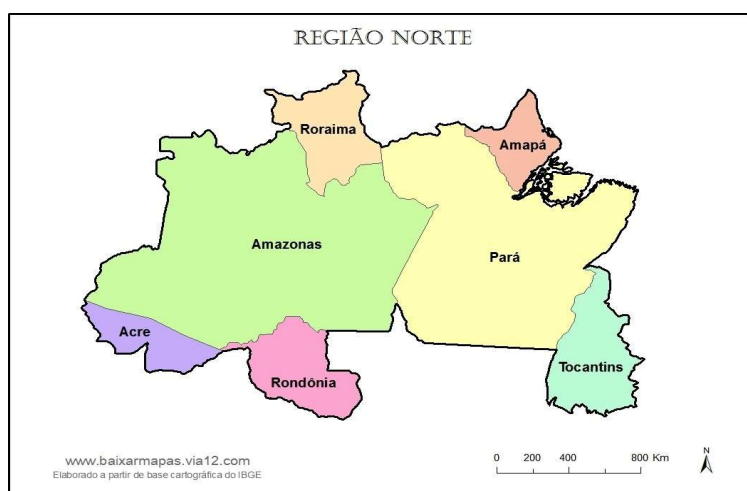 REGIÃO NORTE
Roraima
Amapá
Amazonas
Pará
Acre
Rondônia
Tocantins
www.baixarmapas.via12.com
Elaborado a partir de base cartográfica do IBGE
0 200 400 800 Km
N